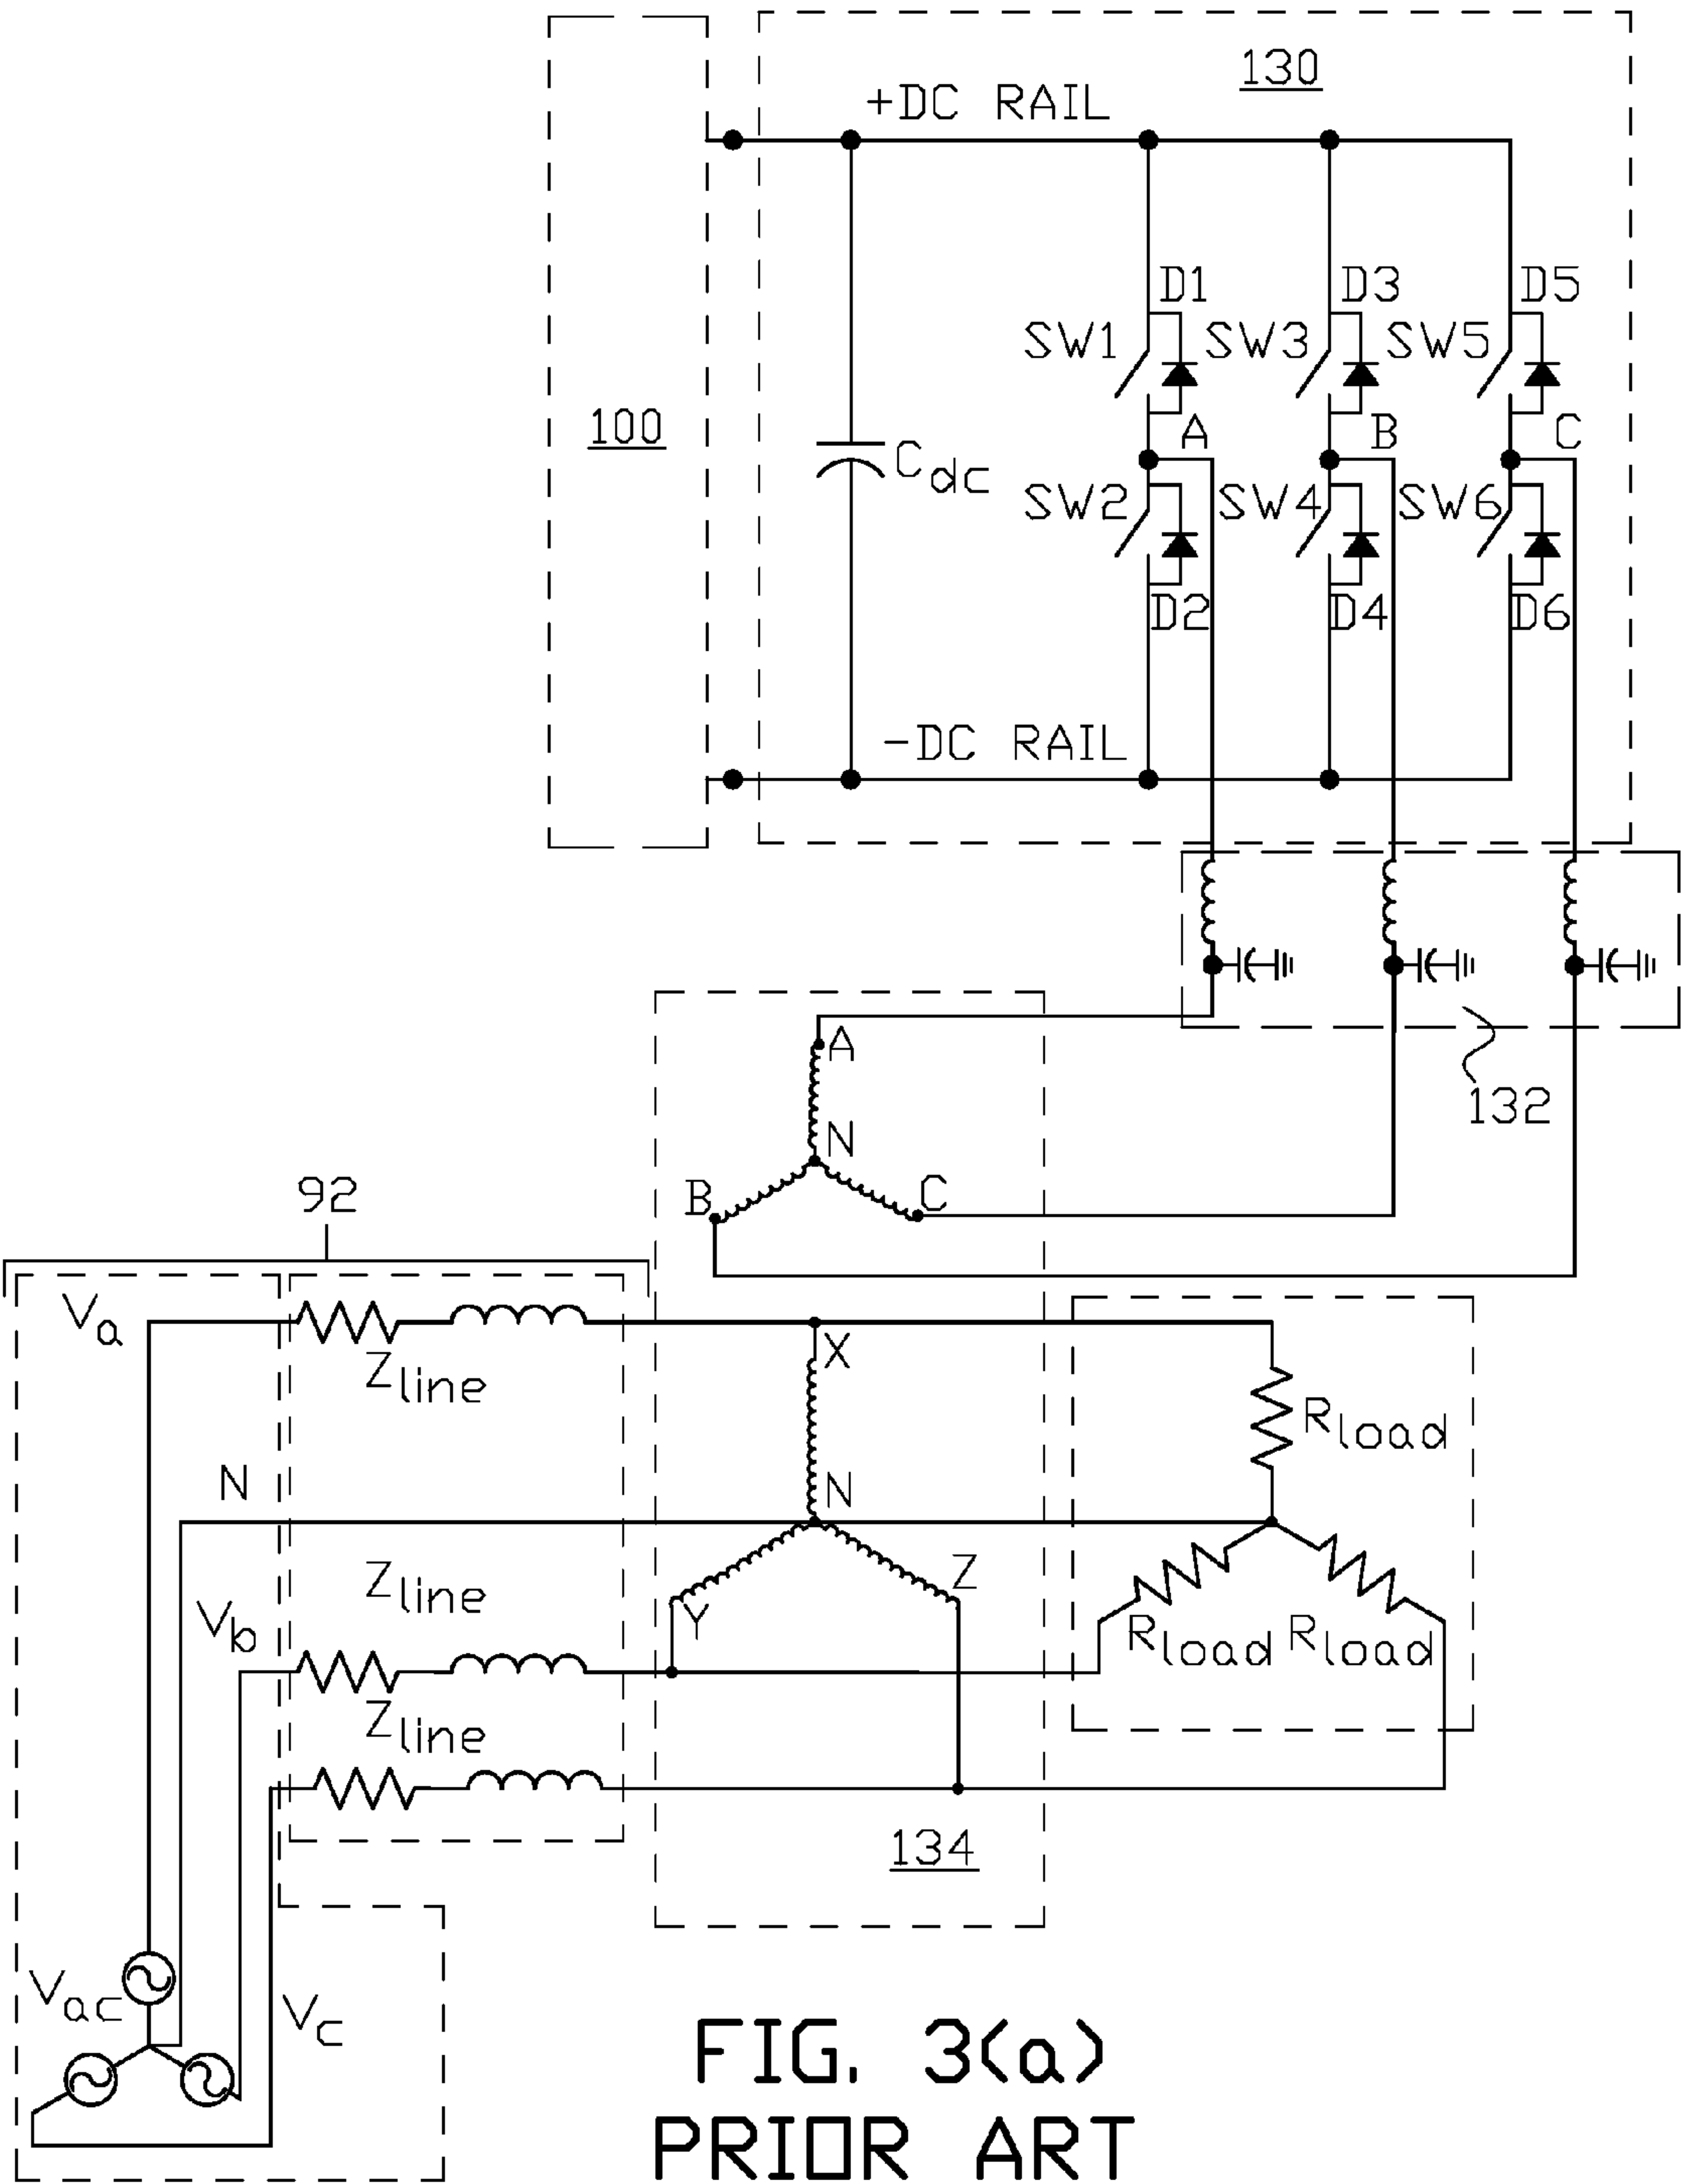 130
+DC RAIL
D1 D3 D5
SW1 SW3 SW5
100
A B C
Cdc
SW2 SW4 SW6
D2 D4 D6
-DC RAIL
A
132
N
92
B C
Va
X
Zline
Rload
N N
Z
Zline
Vb Y
Rload Rload
Zline
134
Vac Vc
FIG. 3(a)
PRIOR ART